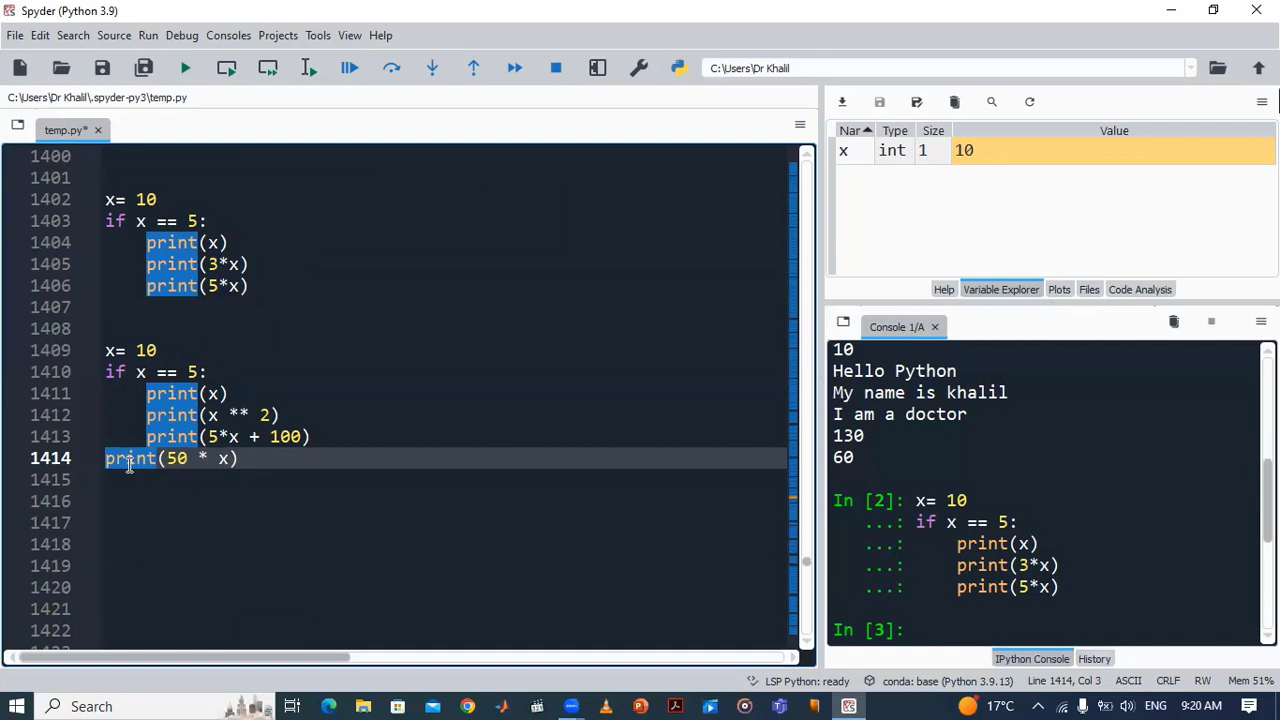 Spyder (Python 3.9)
File Edit Search Source Run Debug Consoles Projects Tools View Help
C:\Users\Dr Khalil
C:\Users\Dr Khalil\.spyder-py3\temp.py
temp.py*
1400
1401
1402 x= 10
1403 if x == 5:
1404 print(x)
1405 print(3*x)
1406 print(5*x)
1407
1408
1409 x= 10
1410 if x == 5:
1411 print(x)
1412 print(x ** 2)
1413 print(5*x + 100)
1414 print(50 * x)
1415
1416
1417
1418
1419
1420
1421
1422
Nar Type Size Value
x int 1 10
Help Variable Explorer Plots Files Code Analysis
Console 1/A
10
Hello Python
My name is khalil
I am a doctor
130
60
In [2]: x= 10
...: if x == 5:
...: print(x)
...: print(3*x)
...: print(5*x)
In [3]:
IPython Console History
LSP Python: ready conda: base (Python 3.9.13) Line 1414, Col 3 ASCII CRLF RW Mem 51%
Search 17°C ENG 9:20 AM